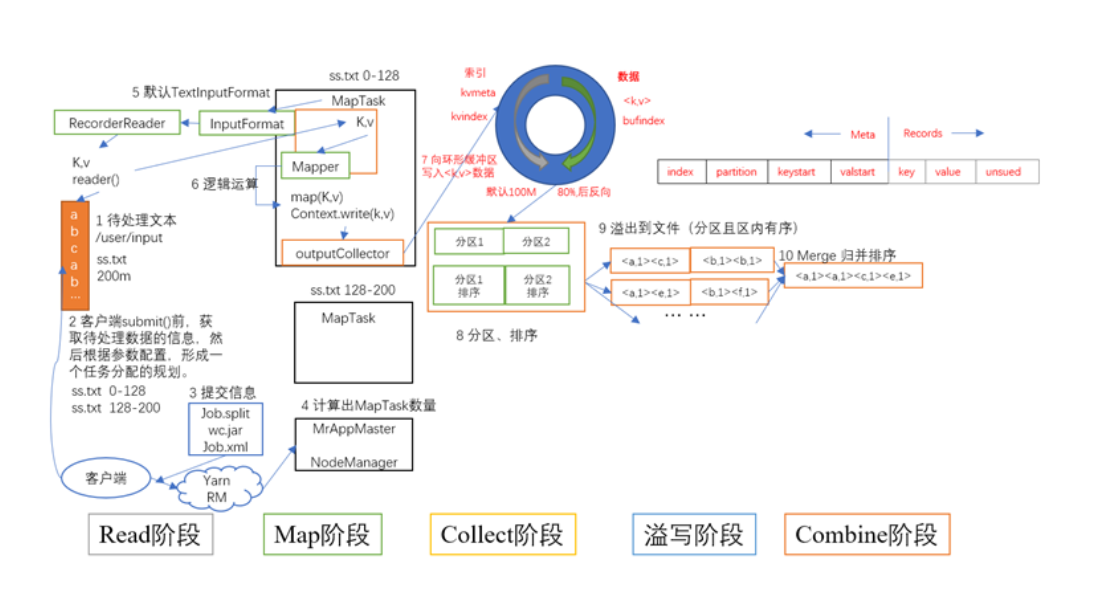 ss.txt 0-128
5 默认TextInputFormat
MapTask
RecorderReader
InputFormat
K,v
K,v
reader()
Mapper
6 逻辑运算
map(K,v)
Context.write(k,v)
outputCollector
a
b
c
a
b
...
1 待处理文本
/user/input
ss.txt
200m
2 客户端submit()前，获
取待处理数据的信息，然
后根据参数配置，形成一
个任务分配的规划。
ss.txt 0-128
ss.txt 128-200
3 提交信息
Job.split
wc.jar
Job.xml
客户端
Yarn
RM
ss.txt 128-200
MapTask
4 计算出MapTask数量
MrAppMaster
NodeManager
索引
kvmeta
kvindex
数据
<k,v>
bufindex
7 向环形缓冲区
写入<k,v>数据
默认100M
80%,后反向
Meta
Records
index
partition
keystart
valstart
key
value
unsued
分区1
分区2
分区1
排序
分区2
排序
8 分区、排序
9 溢出到文件（分区且区内有序）
<a,1><c,1>
<b,1><b,1>
<a,1><e,1>
<b,1><f,1>
... ...
10 Merge 归并排序
<a,1><a,1><c,1><e,1>
Read阶段
Map阶段
Collect阶段
溢写阶段
Combine阶段